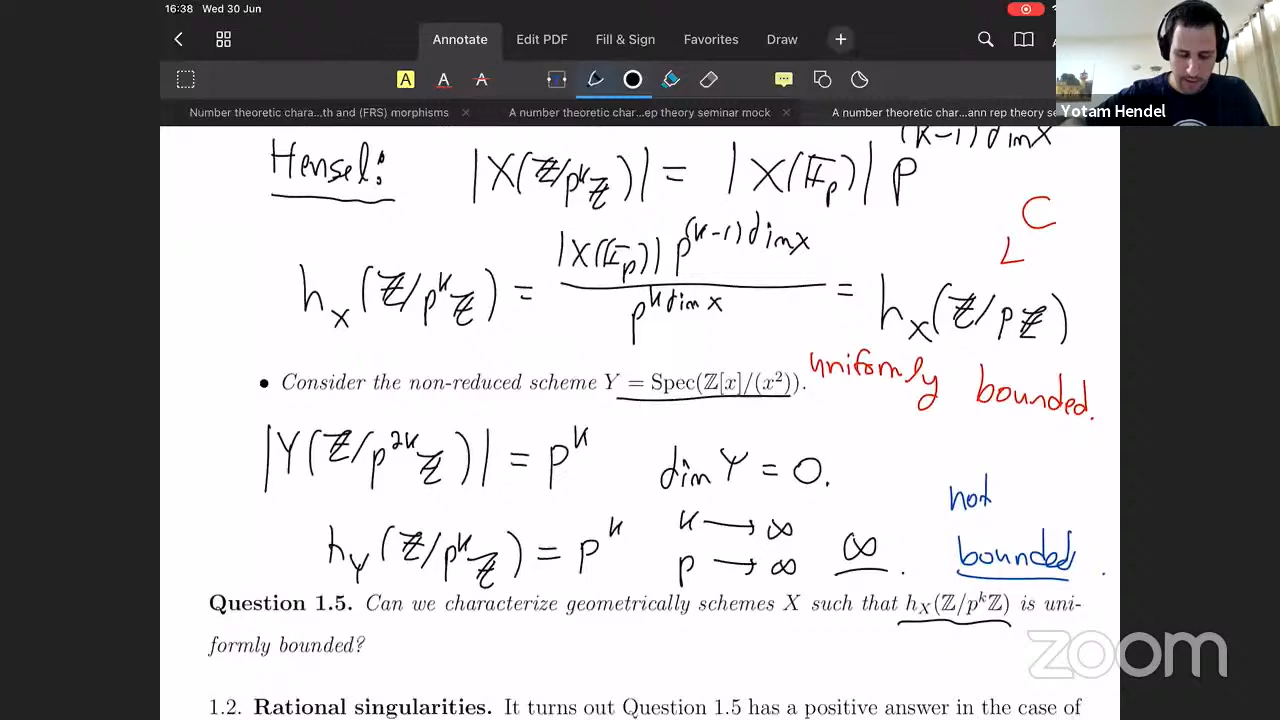 16:38 Wed 30 Jun
Annotate Edit PDF Fill & Sign Favorites Draw
Number theoretic chara...th and (FRS) morphisms
A number theoretic char...ep theory seminar mock
A number theoretic char...ann rep theory se
Yotam Hendel
Hensel: |X(ℤ/p^kℤ)| = |X(𝔽_p)| p^{(k-1) dim X}
< C
h_X(ℤ/p^kℤ) = |X(𝔽_p)| p^{(k-1) dim X} / p^{k dim X} = h_X(ℤ/pℤ)
uniformly bounded.
• Consider the non-reduced scheme Y = Spec(ℤ[x]/(x²)).
|Y(ℤ/p^{2k}ℤ)| = p^k dim Y = 0.
not bounded.
h_Y(ℤ/p^kℤ) = p^k k → ∞ p → ∞ ∞.
Question 1.5. Can we characterize geometrically schemes X such that h_X(ℤ/p^kℤ) is uni-
formly bounded?
1.2. Rational singularities. It turns out Question 1.5 has a positive answer in the case of
zoom